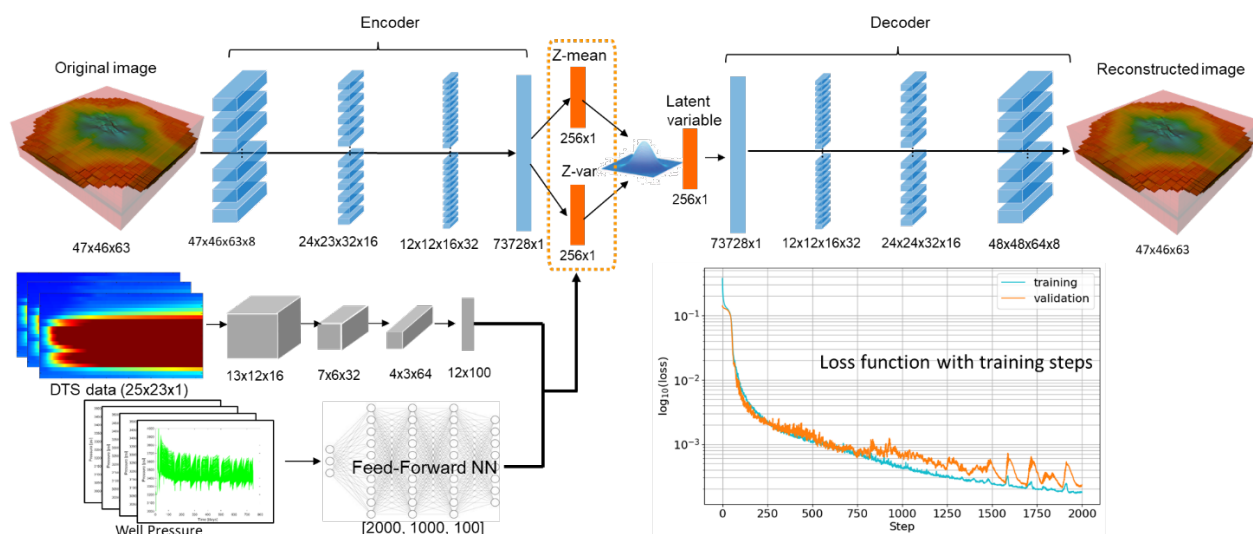 Encoder
Decoder
Original image
Z-mean
Reconstructed image
Latent
variable
256x1
Z-var
256x1
47x46x63
47x46x63x8
24x23x32x16
12x12x16x32
73728x1
256x1
73728x1
12x12x16x32
24x24x32x16
48x48x64x8
47x46x63
DTS data (25x23x1)
13x12x16
7x6x32
4x3x64
12x100
Well Pressure
Time [days]
Feed-Forward NN
[2000, 1000, 100]
training
validation
Loss function with training steps
log₁₀(loss)
10⁻¹
10⁻²
10⁻³
0
250
500
750
1000
1250
1500
1750
2000
Step